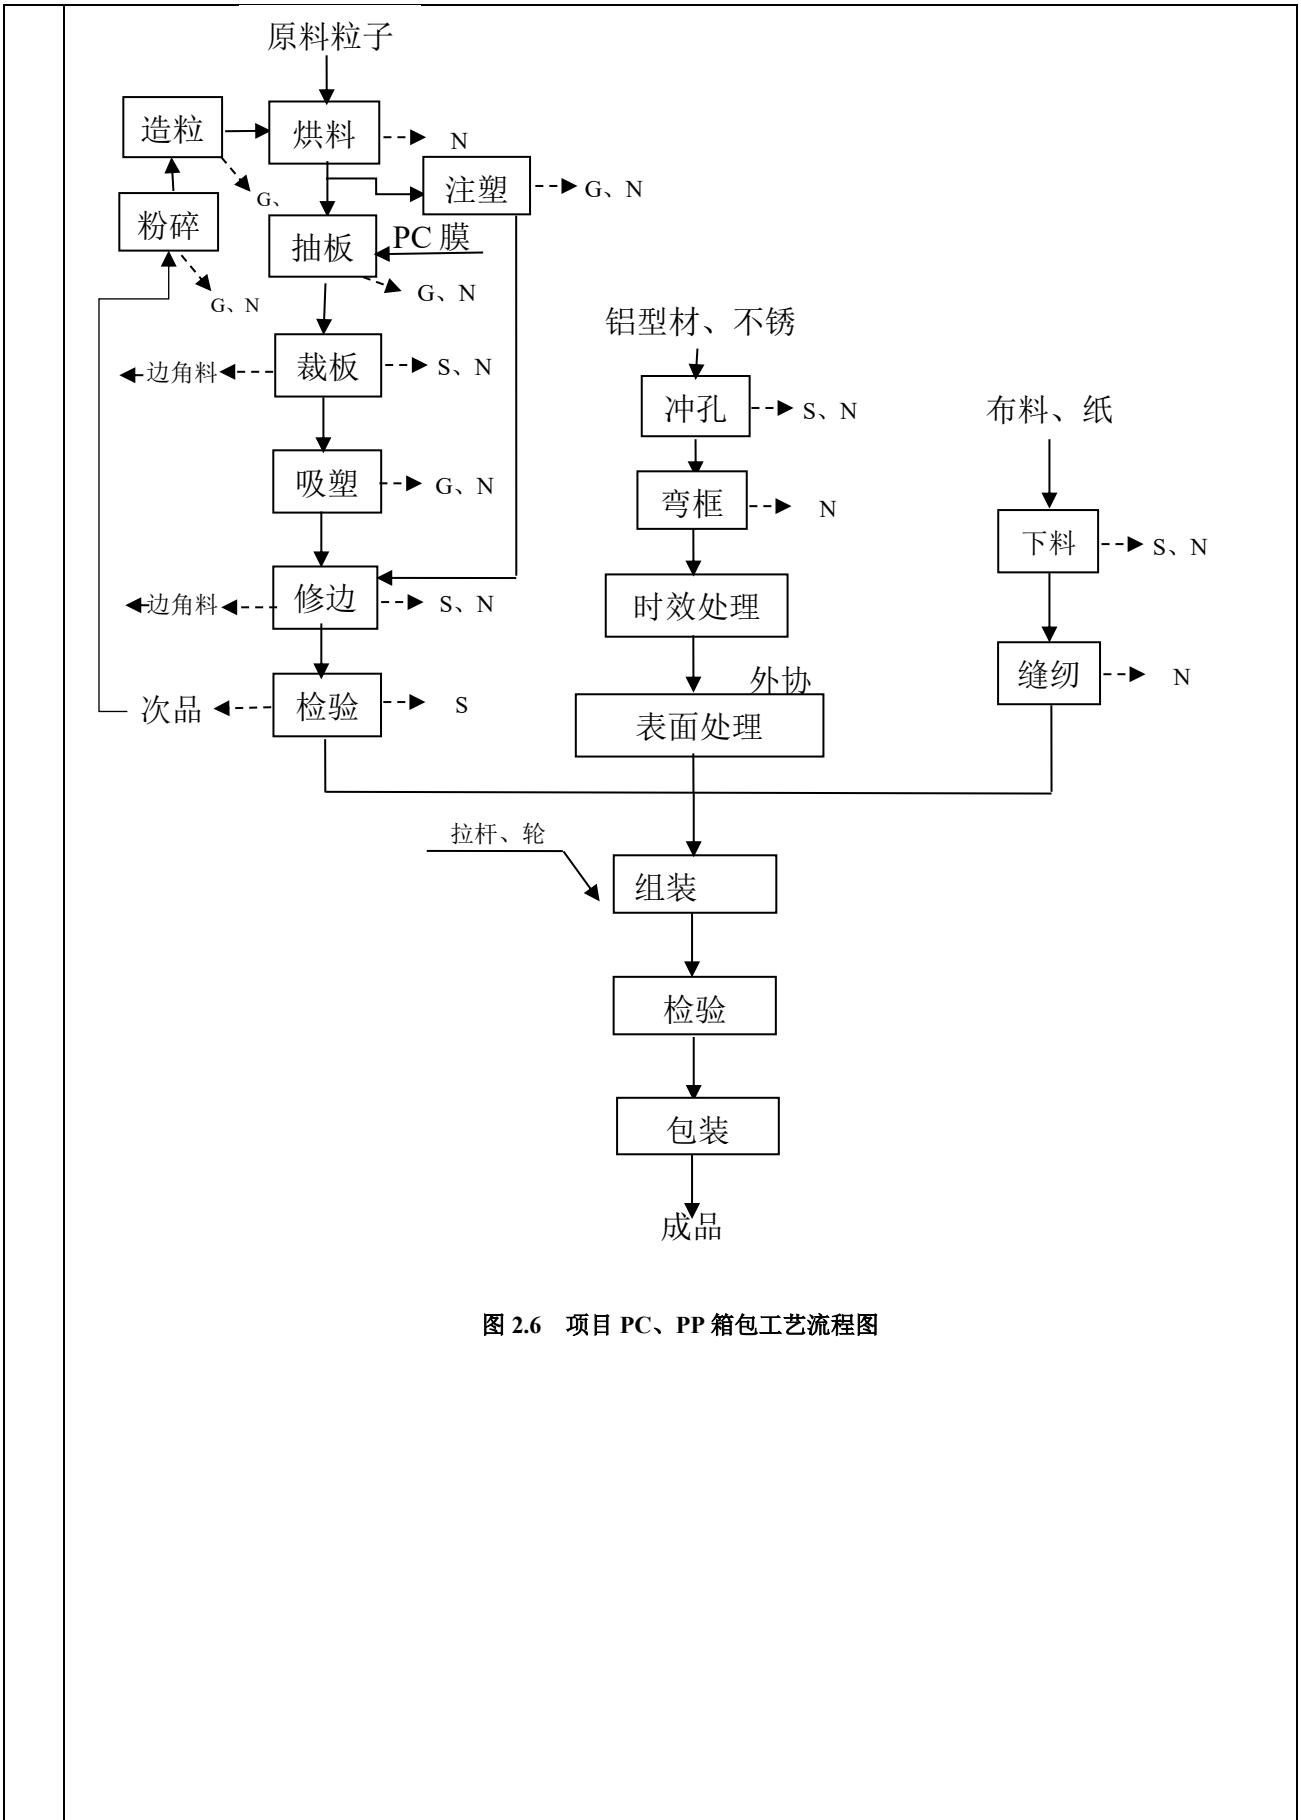 原料粒子
造粒
烘料
N
注塑
G、N
G、
粉碎
抽板
PC 膜
G、N
G、N
边角料
裁板
S、N
吸塑
G、N
边角料
修边
S、N
次品
检验
S
铝型材、不锈
冲孔
S、N
弯框
N
时效处理
外协
表面处理
布料、纸
下料
S、N
缝纫
N
拉杆、轮
组装
检验
包装
成品
图 2.6 项目 PC、PP 箱包工艺流程图